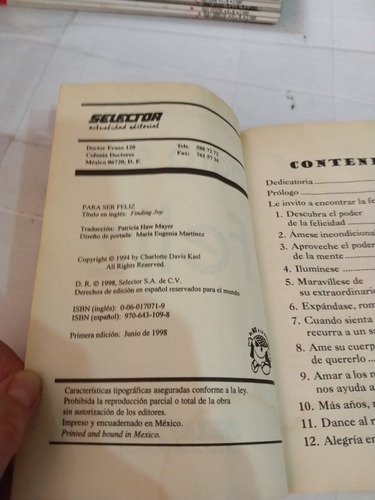 SELECTOR
actualidad editorial
Doctor Erazo 120
Colonia Doctores
México 06720, D. F.
Tels. 588 72 72
Fax: 761 57 16
PARA SER FELIZ
Título en inglés: Finding Joy
Traducción: Patricia Haw Mayer
Diseño de portada: María Eugenia Martínez
Copyright © 1994 by Charlotte Davis Kasl
All Rights Reserved.
D. R. © 1998, Selector S.A. de C.V.
Derechos de edición en español reservados para el mundo
ISBN (inglés): 0-06-017071-9
ISBN (español): 970-643-109-8
Primera edición: Junio de 1998
Características tipográficas aseguradas conforme a la ley.
Prohibida la reproducción parcial o total de la obra
sin autorización de los editores.
Impreso y encuadernado en México.
Printed and bound in Mexico.
CONTENI
Dedicatoria
Prólogo
Le invito a encontrar la fe
1. Descubra el poder
de la felicidad
2. Ámese incondicional
3. Aproveche el poder
de la mente
4. Ilumínese
5. Maravíllese de
su extraordinario
6. Expándase, rom
7. Cuando sienta
recurra a un sa
8. Ame su cuerp
de quererlo
9. Amar a los n
nos ayuda a
10. Más años, m
11. Dance al r
12. Alegría er